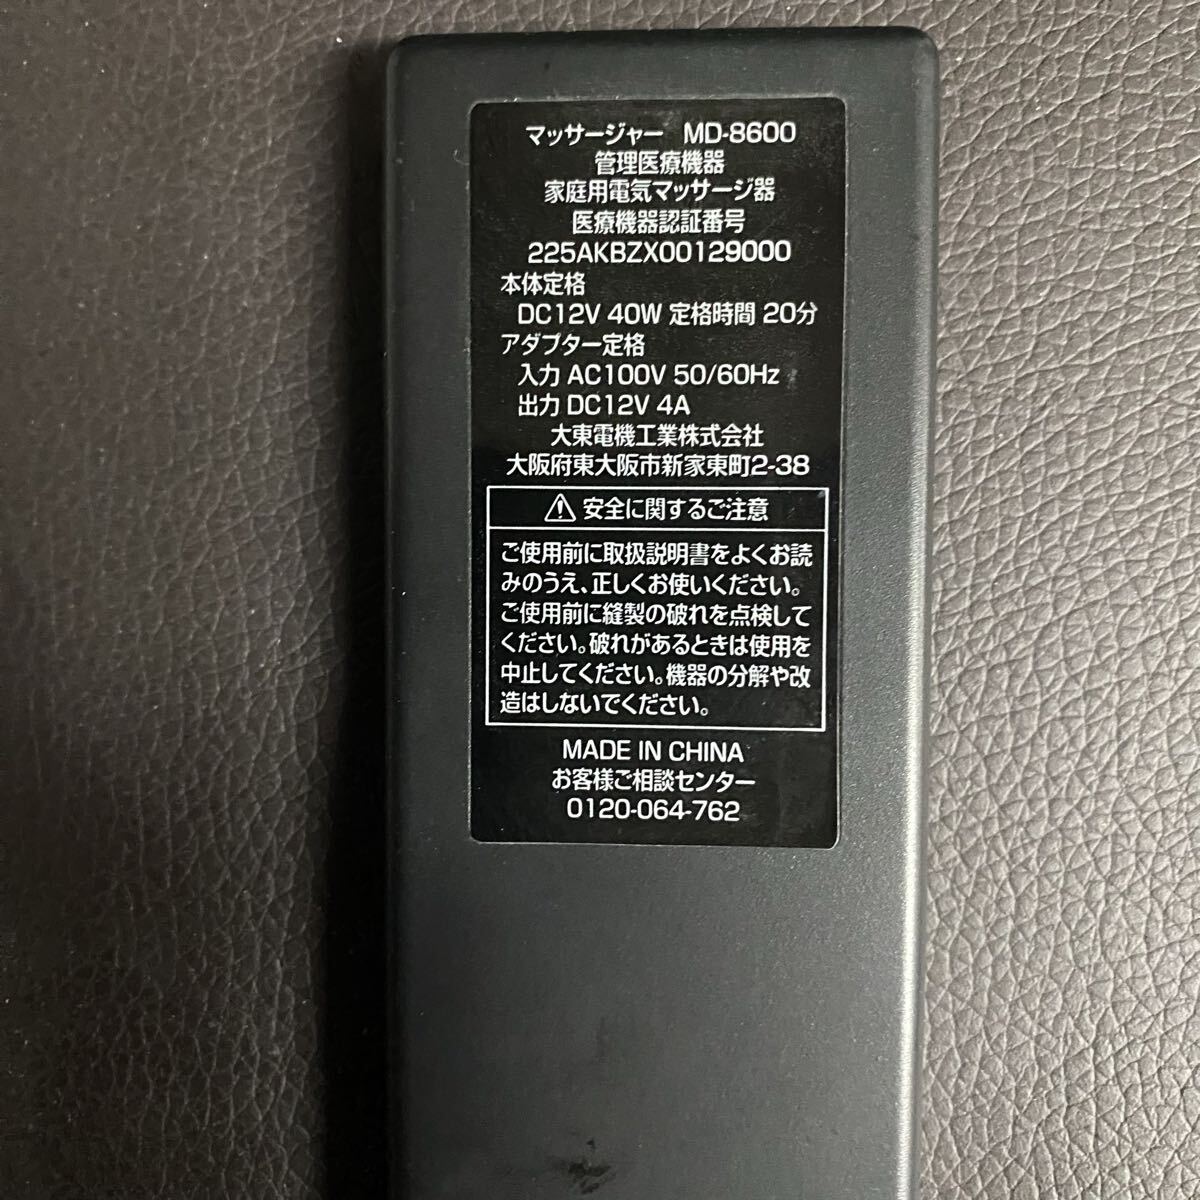 マッサージャー MD-8600
管理医療機器
家庭用電気マッサージ器
医療機器認証番号
225AKBZX00129000
本体定格
DC12V 40W 定格時間 20分
アダプター定格
入力 AC100V 50/60Hz
出力 DC12V 4A
大東電機工業株式会社
大阪府東大阪市新家東町2-38
⚠ 安全に関するご注意
ご使用前に取扱説明書をよくお読
みのうえ、正しくお使いください。
ご使用前に縫製の破れを点検して
ください。破れがあるときは使用を
中止してください。機器の分解や改
造はしないでください。
MADE IN CHINA
お客様ご相談センター
0120-064-762